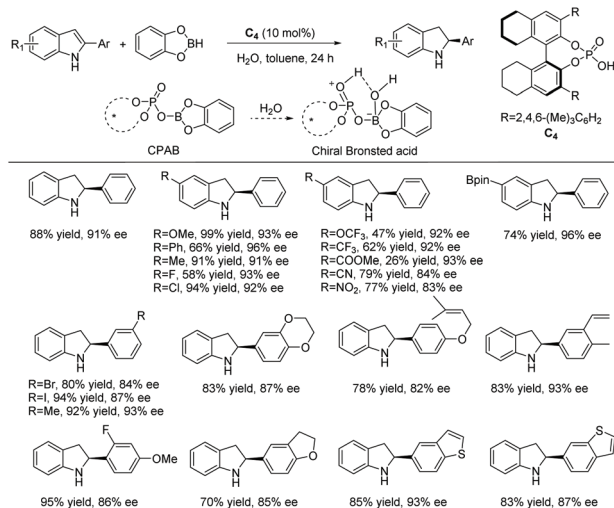 R1 N H Ar + O O BH C4 (10 mol%) H2O, toluene, 24 h R1 N H Ar
R O O P O OH R
R=2,4,6-(Me)3C6H2
C4
* O P O O B O O H2O * O H + O P O O B − O H O O
CPAB Chiral Bronsted acid
N H
88% yield, 91% ee
R N H
R=OMe, 99% yield, 93% ee
R=Ph, 66% yield, 96% ee
R=Me, 91% yield, 91% ee
R=F, 58% yield, 93% ee
R=Cl, 94% yield, 92% ee
R N H
R=OCF3, 47% yield, 92% ee
R=CF3, 62% yield, 92% ee
R=COOMe, 26% yield, 93% ee
R=CN, 79% yield, 84% ee
R=NO2, 77% yield, 83% ee
Bpin N H
74% yield, 96% ee
R N H
R=Br, 80% yield, 84% ee
R=I, 94% yield, 87% ee
R=Me, 92% yield, 93% ee
O O N H
83% yield, 87% ee
O N H
78% yield, 82% ee
N H
83% yield, 93% ee
F OMe N H
95% yield, 86% ee
O N H
70% yield, 85% ee
S N H
85% yield, 93% ee
S N H
83% yield, 87% ee